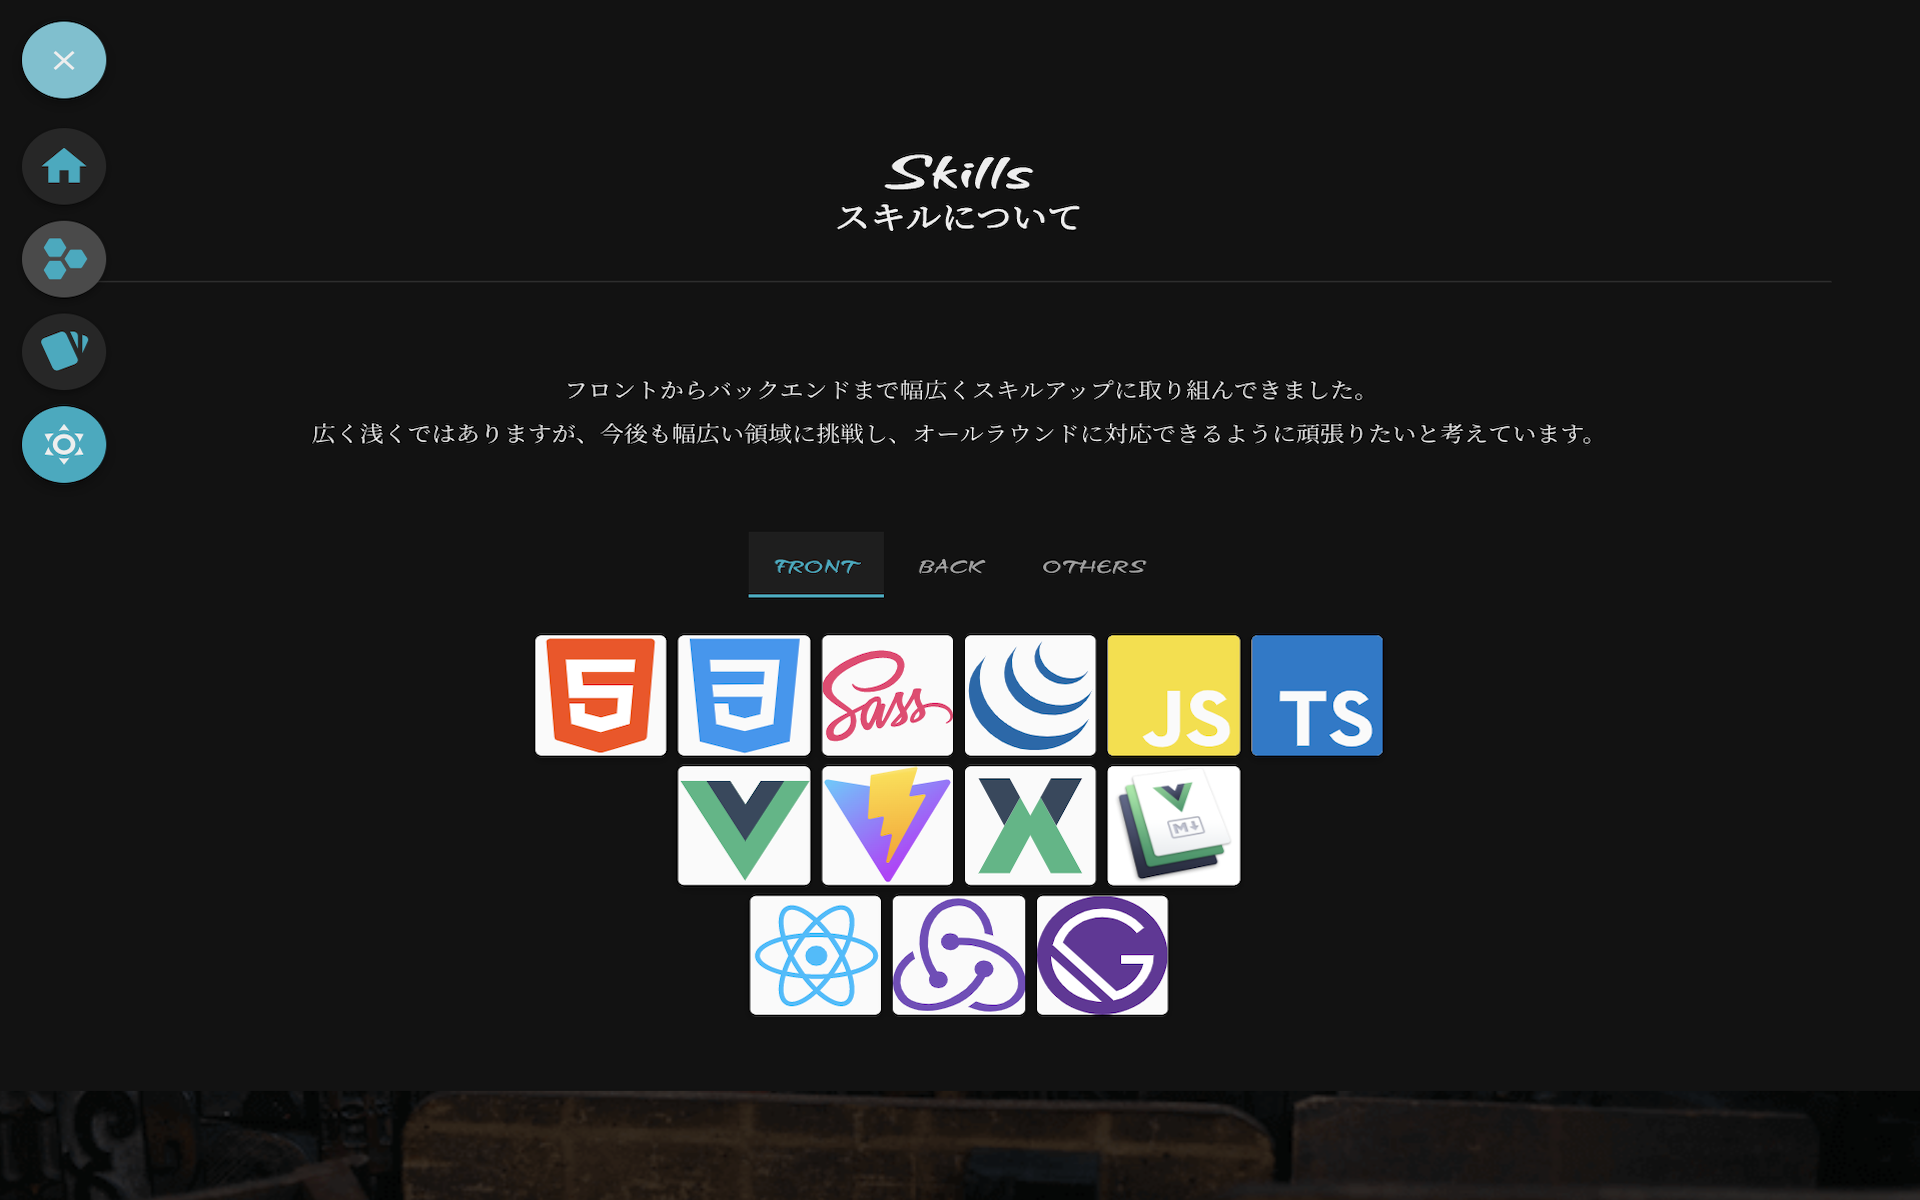 Skills
スキルについて
フロントからバックエンドまで幅広くスキルアップに取り組んできました。
広く浅くではありますが、今後も幅広い領域に挑戦し、オールラウンドに対応できるように頑張りたいと考えています。
FRONT BACK OTHERS
5 3 Sass JS TS
M↓
G